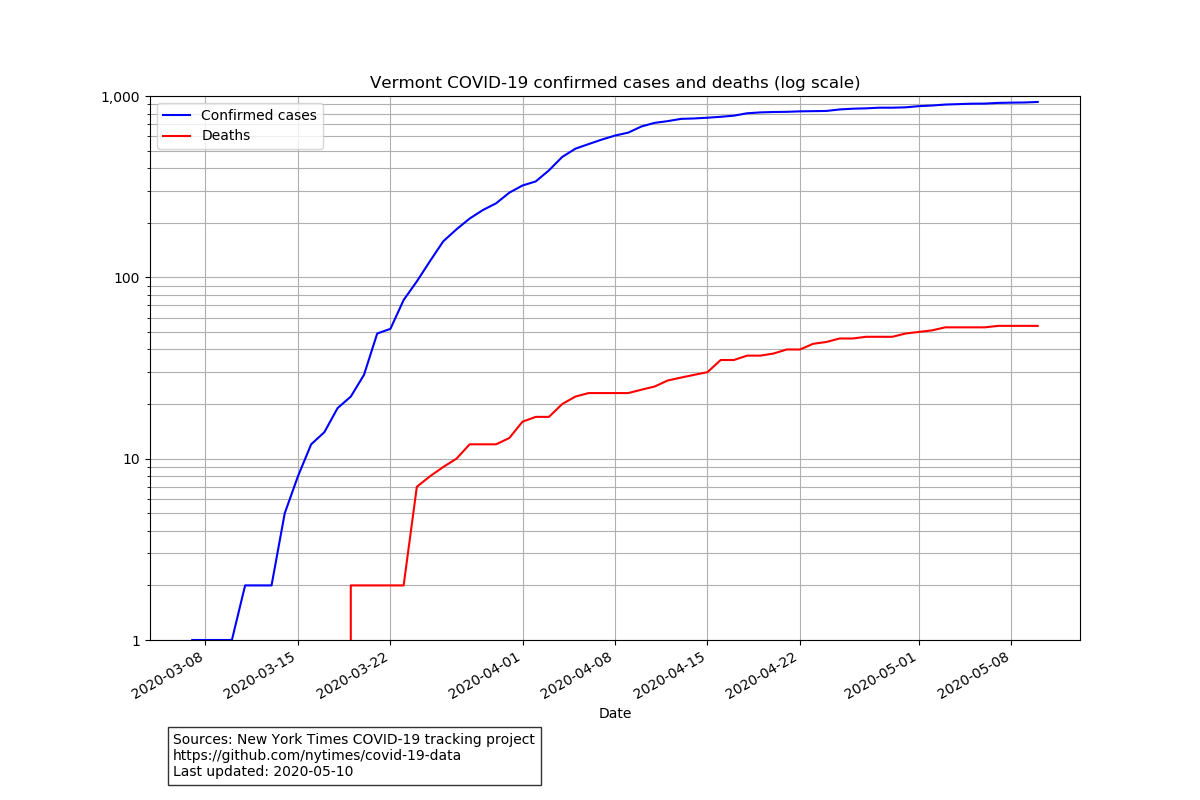 Vermont COVID-19 confirmed cases and deaths (log scale)
1,000
100
10
1
Confirmed cases
Deaths
2020-03-08
2020-03-15
2020-03-22
2020-04-01
2020-04-08
2020-04-15
2020-04-22
2020-05-01
2020-05-08
Date
Sources: New York Times COVID-19 tracking project
https://github.com/nytimes/covid-19-data
Last updated: 2020-05-10